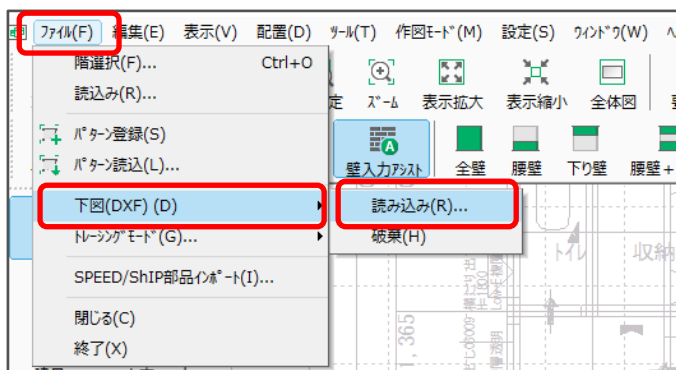 ﾌｧｲﾙ(F) 編集(E) 表示(V) 配置(D) ﾂｰﾙ(T) 作図ﾓｰﾄﾞ(M) 設定(S) ｳｨﾝﾄﾞｳ(W)
階選択(F)... Ctrl+O
読込み(R)...
定 ｽﾞｰﾑ 表示拡大 表示縮小 全体図
ﾊﾟﾀｰﾝ登録(S)
ﾊﾟﾀｰﾝ読込(L)...
壁入力ｱｼｽﾄ 全壁 腰壁 下り壁 腰壁+
下図(DXF) (D) 読み込み(R)...
ﾄﾚｰｼﾝｸﾞﾓｰﾄﾞ(G)... 破棄(H)
トイレ 収納
SPEED/ShIP部品ｲﾝﾎﾟｰﾄ(I)...
閉じる(C)
終了(X)
1,365